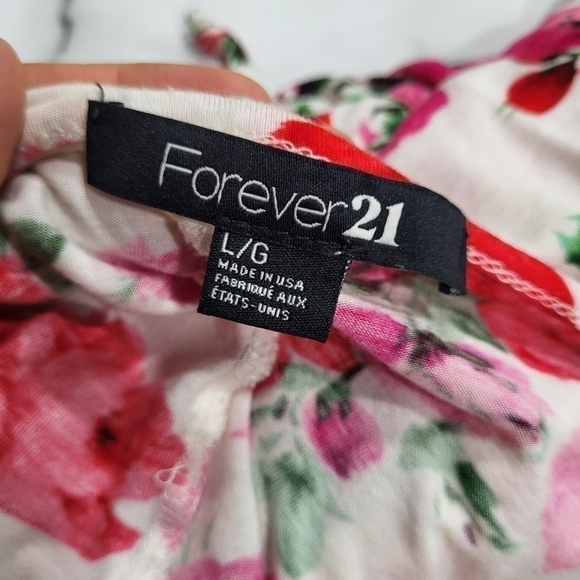 Forever21
L/G
MADE IN USA
FABRIQUÉ AUX
ÉTATS-UNIS